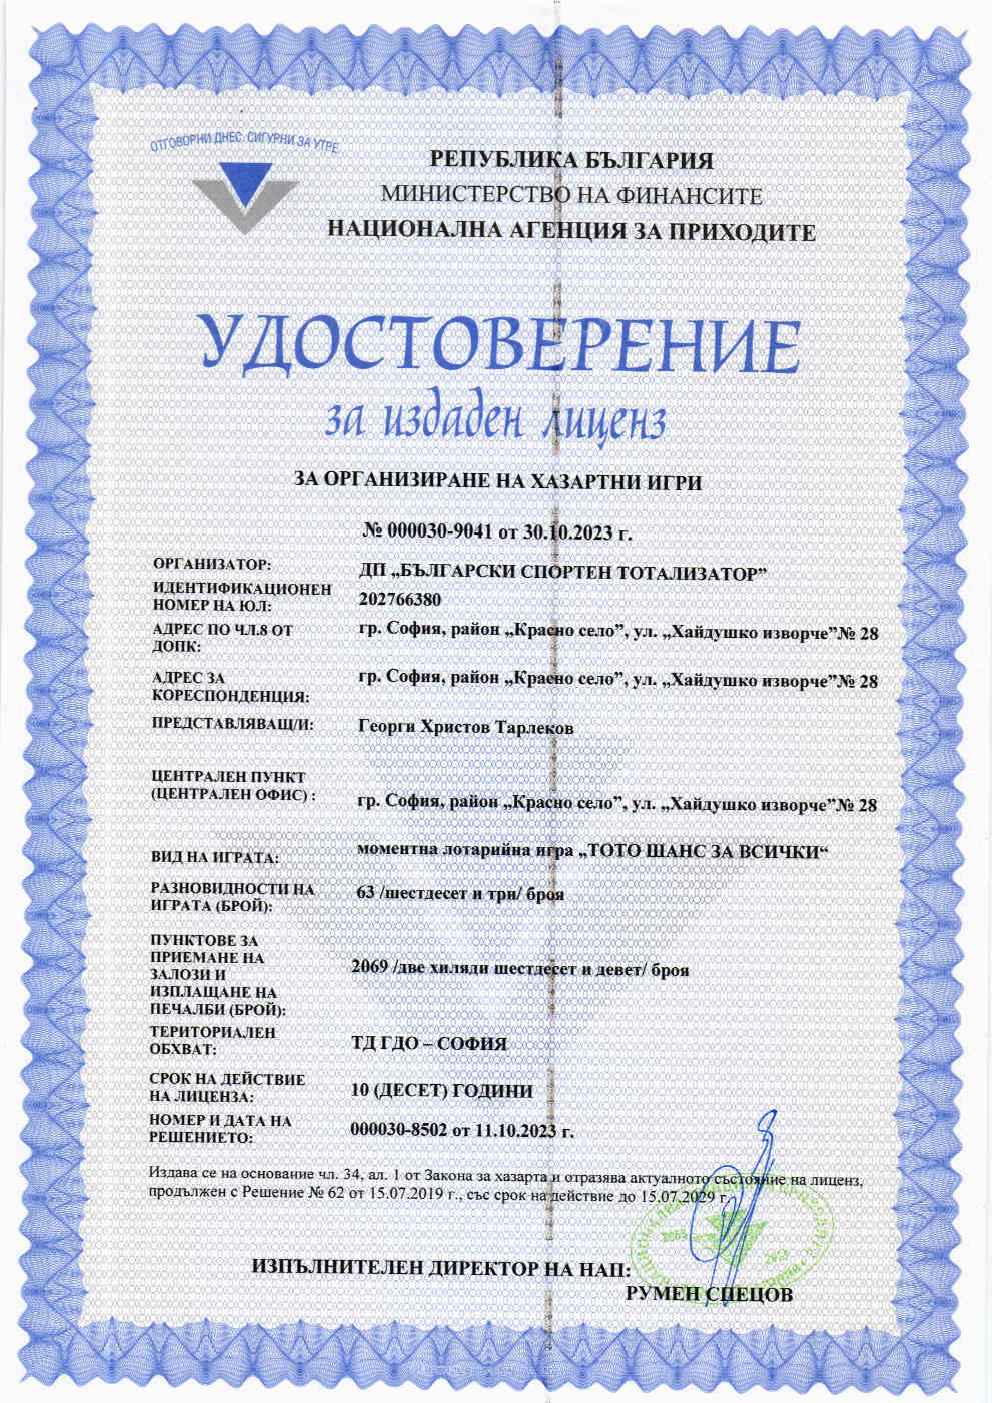 ОТГОВОРНИ ДНЕС. СИГУРНИ ЗА УТРЕ.
РЕПУБЛИКА БЪЛГАРИЯ
МИНИСТЕРСТВО НА ФИНАНСИТЕ
НАЦИОНАЛНА АГЕНЦИЯ ЗА ПРИХОДИТЕ
УДОСТОВЕРЕНИЕ
за издаден лиценз
ЗА ОРГАНИЗИРАНЕ НА ХАЗАРТНИ ИГРИ
№ 000030-9041 от 30.10.2023 г.
ОРГАНИЗАТОР: ДП „БЪЛГАРСКИ СПОРТЕН ТОТАЛИЗАТОР”
ИДЕНТИФИКАЦИОНЕН
НОМЕР НА ЮЛ: 202766380
АДРЕС ПО ЧЛ.8 ОТ гр. София, район „Красно село”, ул. „Хайдушко изворче”№ 28
ДОПК:
АДРЕС ЗА гр. София, район „Красно село”, ул. „Хайдушко изворче”№ 28
КОРЕСПОНДЕНЦИЯ:
ПРЕДСТАВЛЯВАЩ/И: Георги Христов Тарлеков
ЦЕНТРАЛЕН ПУНКТ
(ЦЕНТРАЛЕН ОФИС) : гр. София, район „Красно село”, ул. „Хайдушко изворче”№ 28
ВИД НА ИГРАТА: моментна лотарийна игра „ТОТО ШАНС ЗА ВСИЧКИ“
РАЗНОВИДНОСТИ НА 63 /шестдесет и три/ броя
ИГРАТА (БРОЙ):
ПУНКТОВЕ ЗА
ПРИЕМАНЕ НА
ЗАЛОЗИ И 2069 /две хиляди шестдесет и девет/ броя
ИЗПЛАЩАНЕ НА
ПЕЧАЛБИ (БРОЙ):
ТЕРИТОРИАЛЕН
ОБХВАТ: ТД ГДО – СОФИЯ
СРОК НА ДЕЙСТВИЕ
НА ЛИЦЕНЗА: 10 (ДЕСЕТ) ГОДИНИ
НОМЕР И ДАТА НА
РЕШЕНИЕТО: 000030-8502 от 11.10.2023 г.
Издава се на основание чл. 34, ал. 1 от Закона за хазарта и отразява актуалното състояние на лиценз,
продължен с Решение № 62 от 15.07.2019 г., със срок на действие до 15.07.2029 г.
ИЗПЪЛНИТЕЛЕН ДИРЕКТОР НА НАП:
РУМЕН СПЕЦОВ